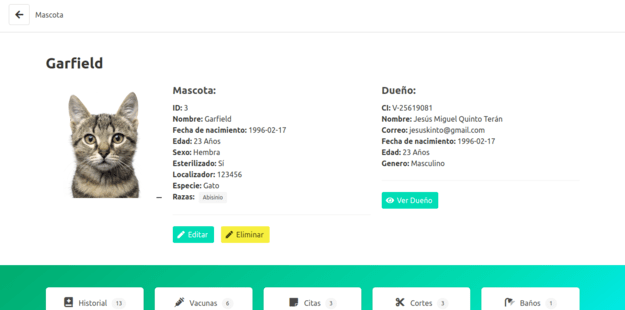 Mascota
Garfield
Mascota:
ID: 3
Nombre: Garfield
Fecha de nacimiento: 1996-02-17
Edad: 23 Años
Sexo: Hembra
Esterilizado: Sí
Localizador: 123456
Especie: Gato
Razas: Abisinio
Editar
Eliminar
Dueño:
CI: V-25619081
Nombre: Jesús Miguel Quinto Terán
Correo: jesuskinto@gmail.com
Fecha de nacimiento: 1996-02-17
Edad: 23 Años
Genero: Masculino
Ver Dueño
Historial 13
Vacunas 6
Citas 3
Cortes 3
Baños 1